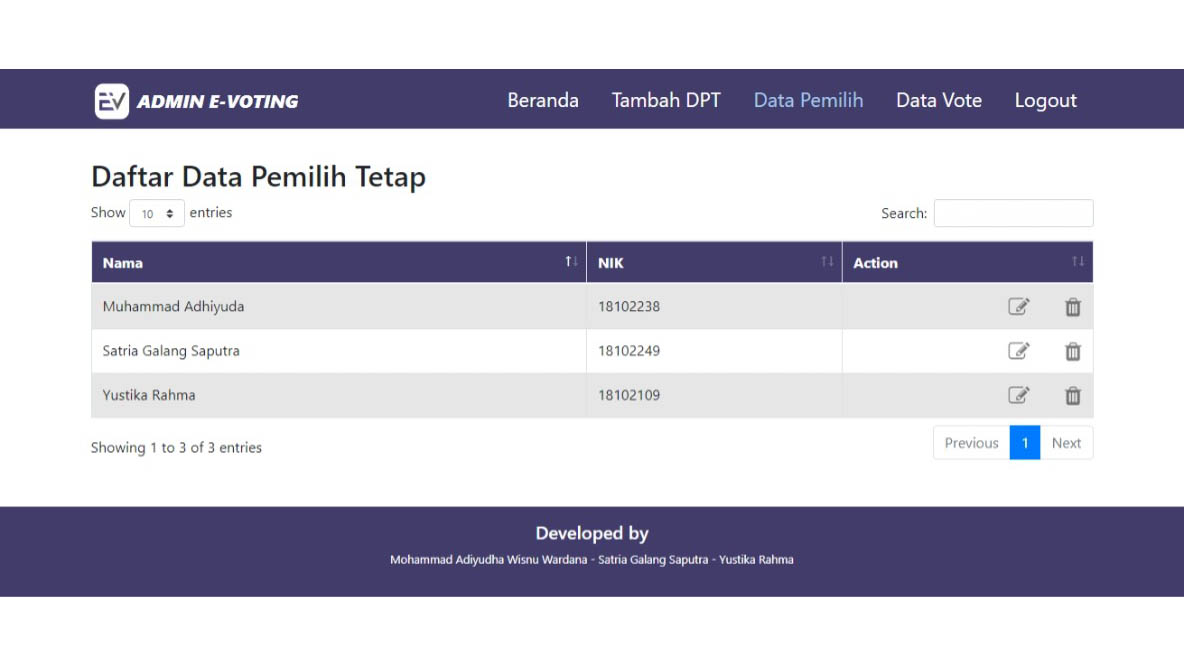 EV ADMIN E-VOTING Beranda Tambah DPT Data Pemilih Data Vote Logout
Daftar Data Pemilih Tetap
Show 10 entries Search:
Nama NIK Action
Muhammad Adhiyuda 18102238
Satria Galang Saputra 18102249
Yustika Rahma 18102109
Showing 1 to 3 of 3 entries Previous 1 Next
Developed by
Mohammad Adiyudha Wisnu Wardana - Satria Galang Saputra - Yustika Rahma